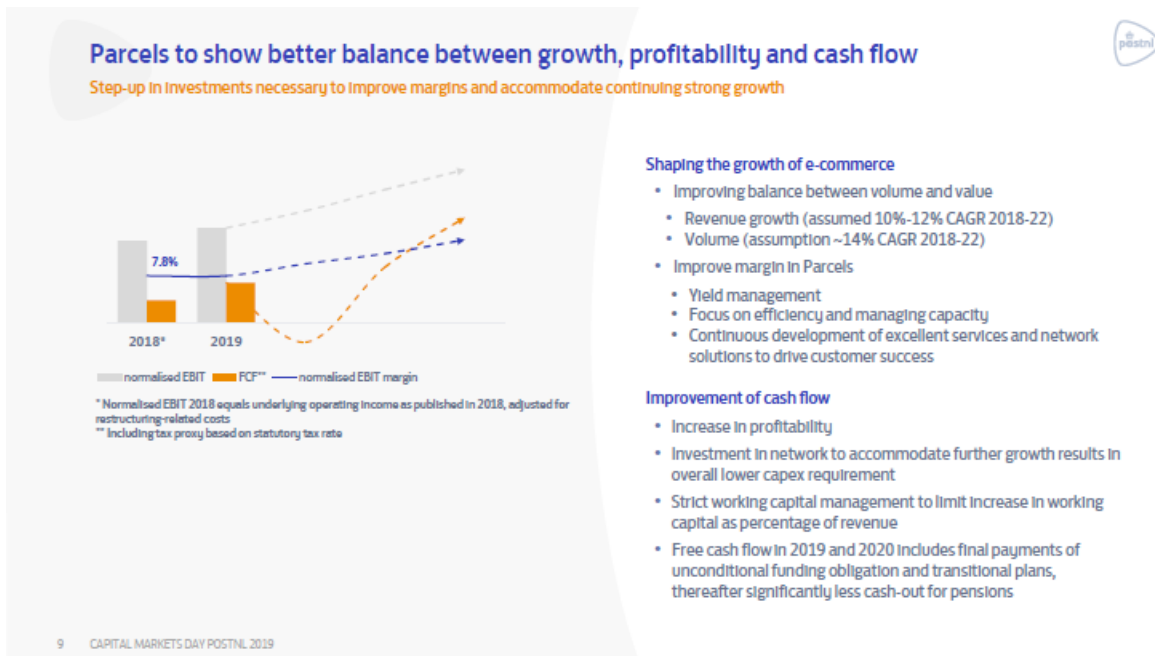 Parcels to show better balance between growth, profitability and cash flow
postnl
Step-up in investments necessary to improve margins and accommodate continuing strong growth
7.8%
2018*
2019
normalised EBIT
FCF**
normalised EBIT margin
* Normalised EBIT 2018 equals underlying operating income as published in 2018, adjusted for
restructuring-related costs
** Including tax proxy based on statutory tax rate
Shaping the growth of e-commerce
• Improving balance between volume and value
• Revenue growth (assumed 10%-12% CAGR 2018-22)
• Volume (assumption ~14% CAGR 2018-22)
• Improve margin in Parcels
• Yield management
• Focus on efficiency and managing capacity
• Continuous development of excellent services and network
solutions to drive customer success
Improvement of cash flow
• Increase in profitability
• Investment in network to accommodate further growth results in
overall lower capex requirement
• Strict working capital management to limit increase in working
capital as percentage of revenue
• Free cash flow in 2019 and 2020 includes final payments of
unconditional funding obligation and transitional plans,
thereafter significantly less cash-out for pensions
9 CAPITAL MARKETS DAY POSTNL 2019